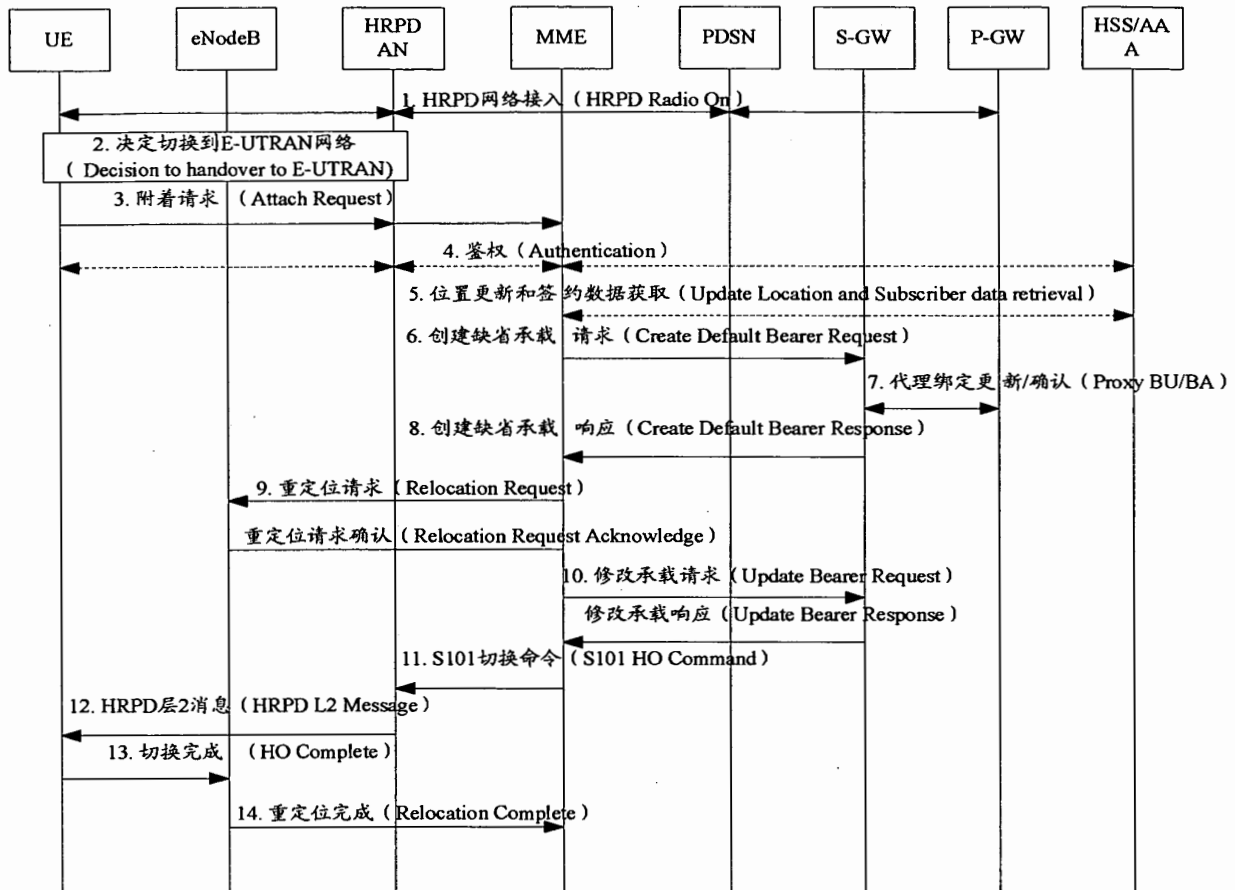 UE
eNodeB
HRPD
AN
MME
PDSN
S-GW
P-GW
HSS/AA
A
1. HRPD网络接入（HRPD Radio On）
2. 决定切换到E-UTRAN网络
（ Decision to handover to E-UTRAN)
3. 附着请求 （Attach Request）
4. 鉴权（Authentication）
5. 位置更新和签约数据获取（Update Location and Subscriber data retrieval）
6. 创建缺省承载 请求（Create Default Bearer Request）
7. 代理绑定更新/确认（Proxy BU/BA）
8. 创建缺省承载 响应（Create Default Bearer Response）
9. 重定位请求（Relocation Request）
重定位请求确认（Relocation Request Acknowledge）
10. 修改承载请求（Update Bearer Request）
修改承载响应（Update Bearer Response）
11. S101切换命令（S101 HO Command）
12. HRPD层2消息（HRPD L2 Message）
13. 切换完成 （HO Complete）
14. 重定位完成（Relocation Complete）